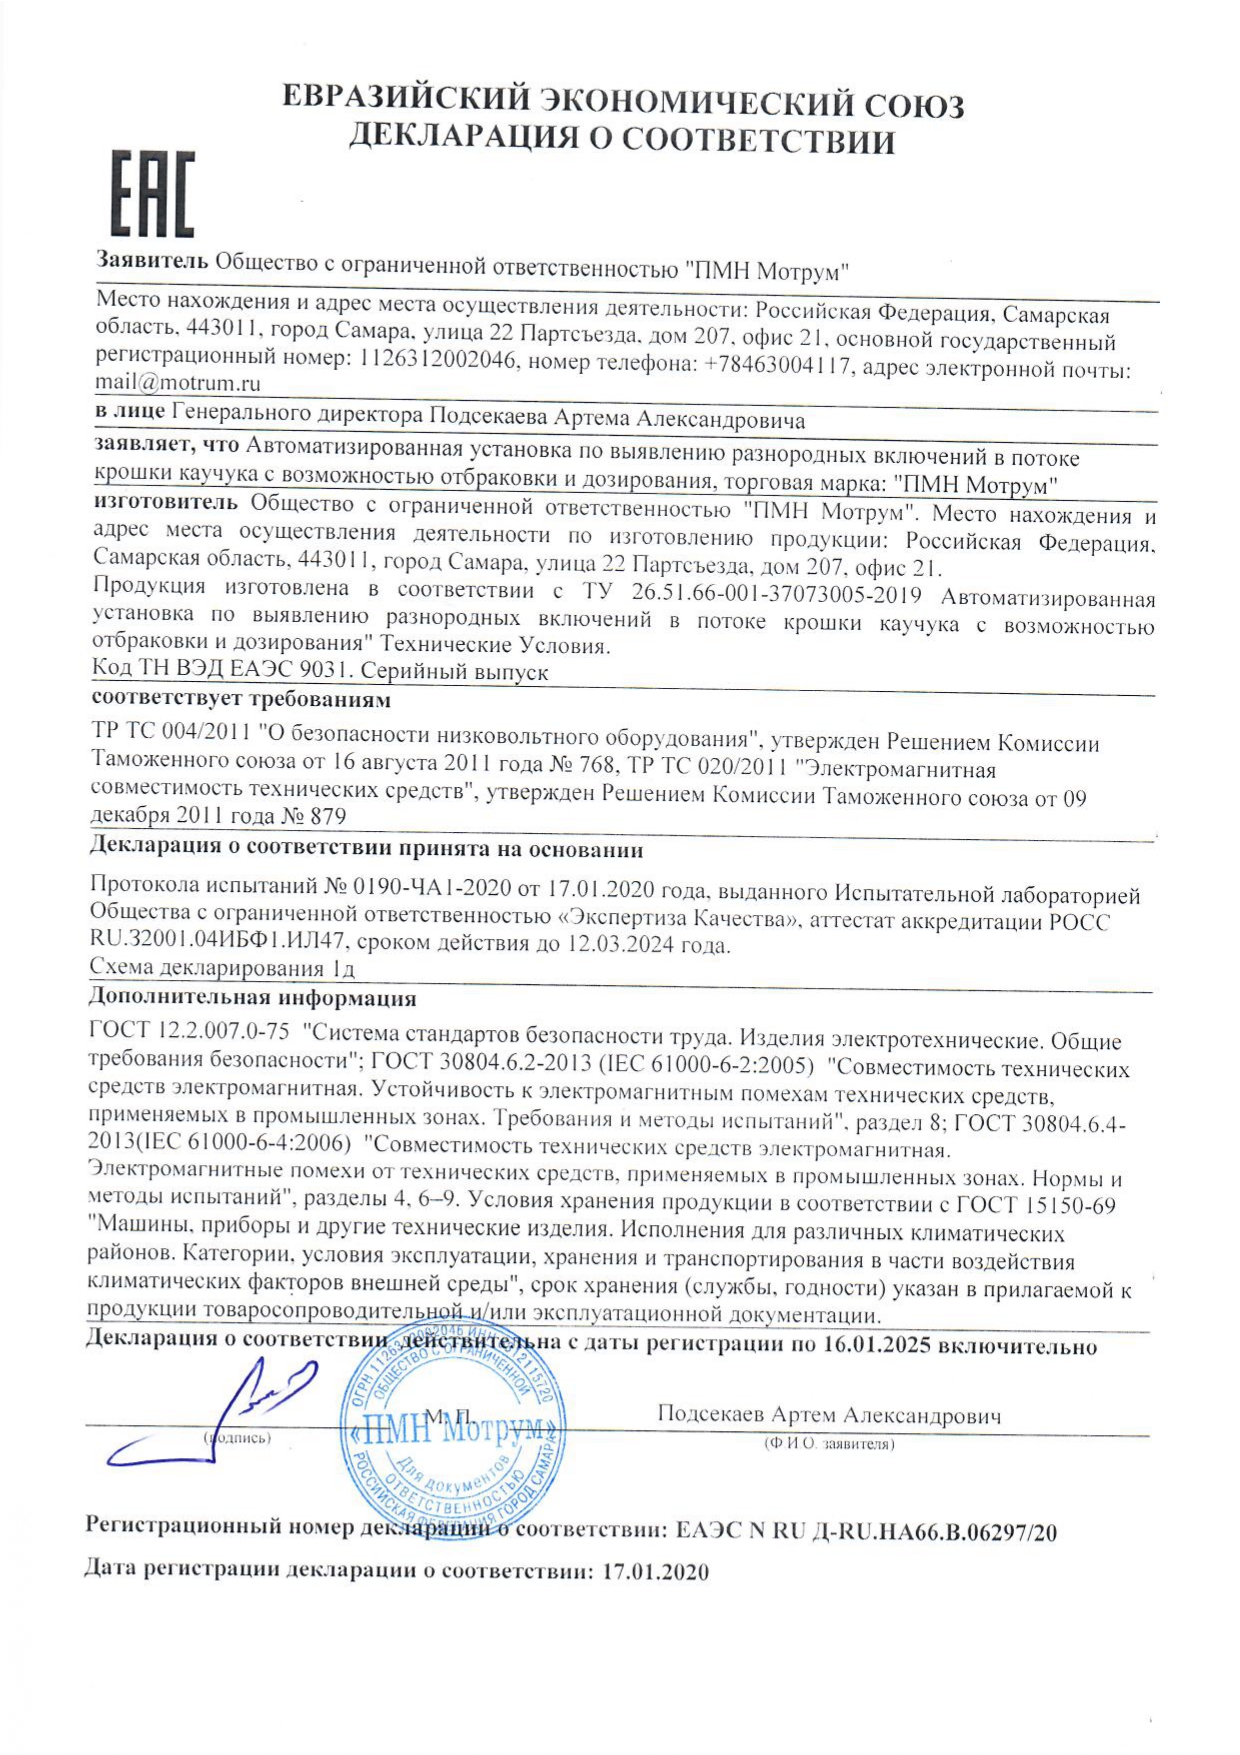 ЕВРАЗИЙСКИЙ ЭКОНОМИЧЕСКИЙ СОЮЗ
ДЕКЛАРАЦИЯ О СООТВЕТСТВИИ
ЕАС
Заявитель Общество с ограниченной ответственностью "ПМН Мотрум"
Место нахождения и адрес места осуществления деятельности: Российская Федерация, Самарская
область, 443011, город Самара, улица 22 Партсъезда, дом 207, офис 21, основной государственный
регистрационный номер: 1126312002046, номер телефона: +78463004117, адрес электронной почты:
mail@motrum.ru
в лице Генерального директора Подсекаева Артема Александровича
заявляет, что Автоматизированная установка по выявлению разнородных включений в потоке
крошки каучука с возможностью отбраковки и дозирования, торговая марка: "ПМН Мотрум"
изготовитель Общество с ограниченной ответственностью "ПМН Мотрум". Место нахождения и
адрес места осуществления деятельности по изготовлению продукции: Российская Федерация,
Самарская область, 443011, город Самара, улица 22 Партсъезда, дом 207, офис 21.
Продукция изготовлена в соответствии с ТУ 26.51.66-001-37073005-2019 Автоматизированная
установка по выявлению разнородных включений в потоке крошки каучука с возможностью
отбраковки и дозирования" Технические Условия.
Код ТН ВЭД ЕАЭС 9031. Серийный выпуск
соответствует требованиям
ТР ТС 004/2011 "О безопасности низковольтного оборудования", утвержден Решением Комиссии
Таможенного союза от 16 августа 2011 года № 768, ТР ТС 020/2011 "Электромагнитная
совместимость технических средств", утвержден Решением Комиссии Таможенного союза от 09
декабря 2011 года № 879
Декларация о соответствии принята на основании
Протокола испытаний № 0190-ЧА1-2020 от 17.01.2020 года, выданного Испытательной лабораторией
Общества с ограниченной ответственностью «Экспертиза Качества», аттестат аккредитации РОСС
RU.32001.04ИБФ1.ИЛ47, сроком действия до 12.03.2024 года.
Схема декларирования 1д
Дополнительная информация
ГОСТ 12.2.007.0-75 "Система стандартов безопасности труда. Изделия электротехнические. Общие
требования безопасности"; ГОСТ 30804.6.2-2013 (IEC 61000-6-2:2005) "Совместимость технических
средств электромагнитная. Устойчивость к электромагнитным помехам технических средств,
применяемых в промышленных зонах. Требования и методы испытаний", раздел 8; ГОСТ 30804.6.4-
2013(IEC 61000-6-4:2006) "Совместимость технических средств электромагнитная.
Электромагнитные помехи от технических средств, применяемых в промышленных зонах. Нормы и
методы испытаний", разделы 4, 6–9. Условия хранения продукции в соответствии с ГОСТ 15150-69
"Машины, приборы и другие технические изделия. Исполнения для различных климатических
районов. Категории, условия эксплуатации, хранения и транспортирования в части воздействия
климатических факторов внешней среды", срок хранения (службы, годности) указан в прилагаемой к
продукции товаросопроводительной и/или эксплуатационной документации.
Декларация о соответствии действительна с даты регистрации по 16.01.2025 включительно
ОБЩЕСТВО С ОГРАНИЧЕННОЙ
М. П.
Подсекаев Артем Александрович
«ПМН Мотрум»
(подпись)
(Ф И О. заявителя)
Для документов
ОТВЕТСТВЕННОСТЬЮ
РОССИЙСКАЯ ФЕДЕРАЦИЯ ГОРОД САМАРА
Регистрационный номер декларации о соответствии: ЕАЭС N RU Д-RU.НА66.В.06297/20
Дата регистрации декларации о соответствии: 17.01.2020